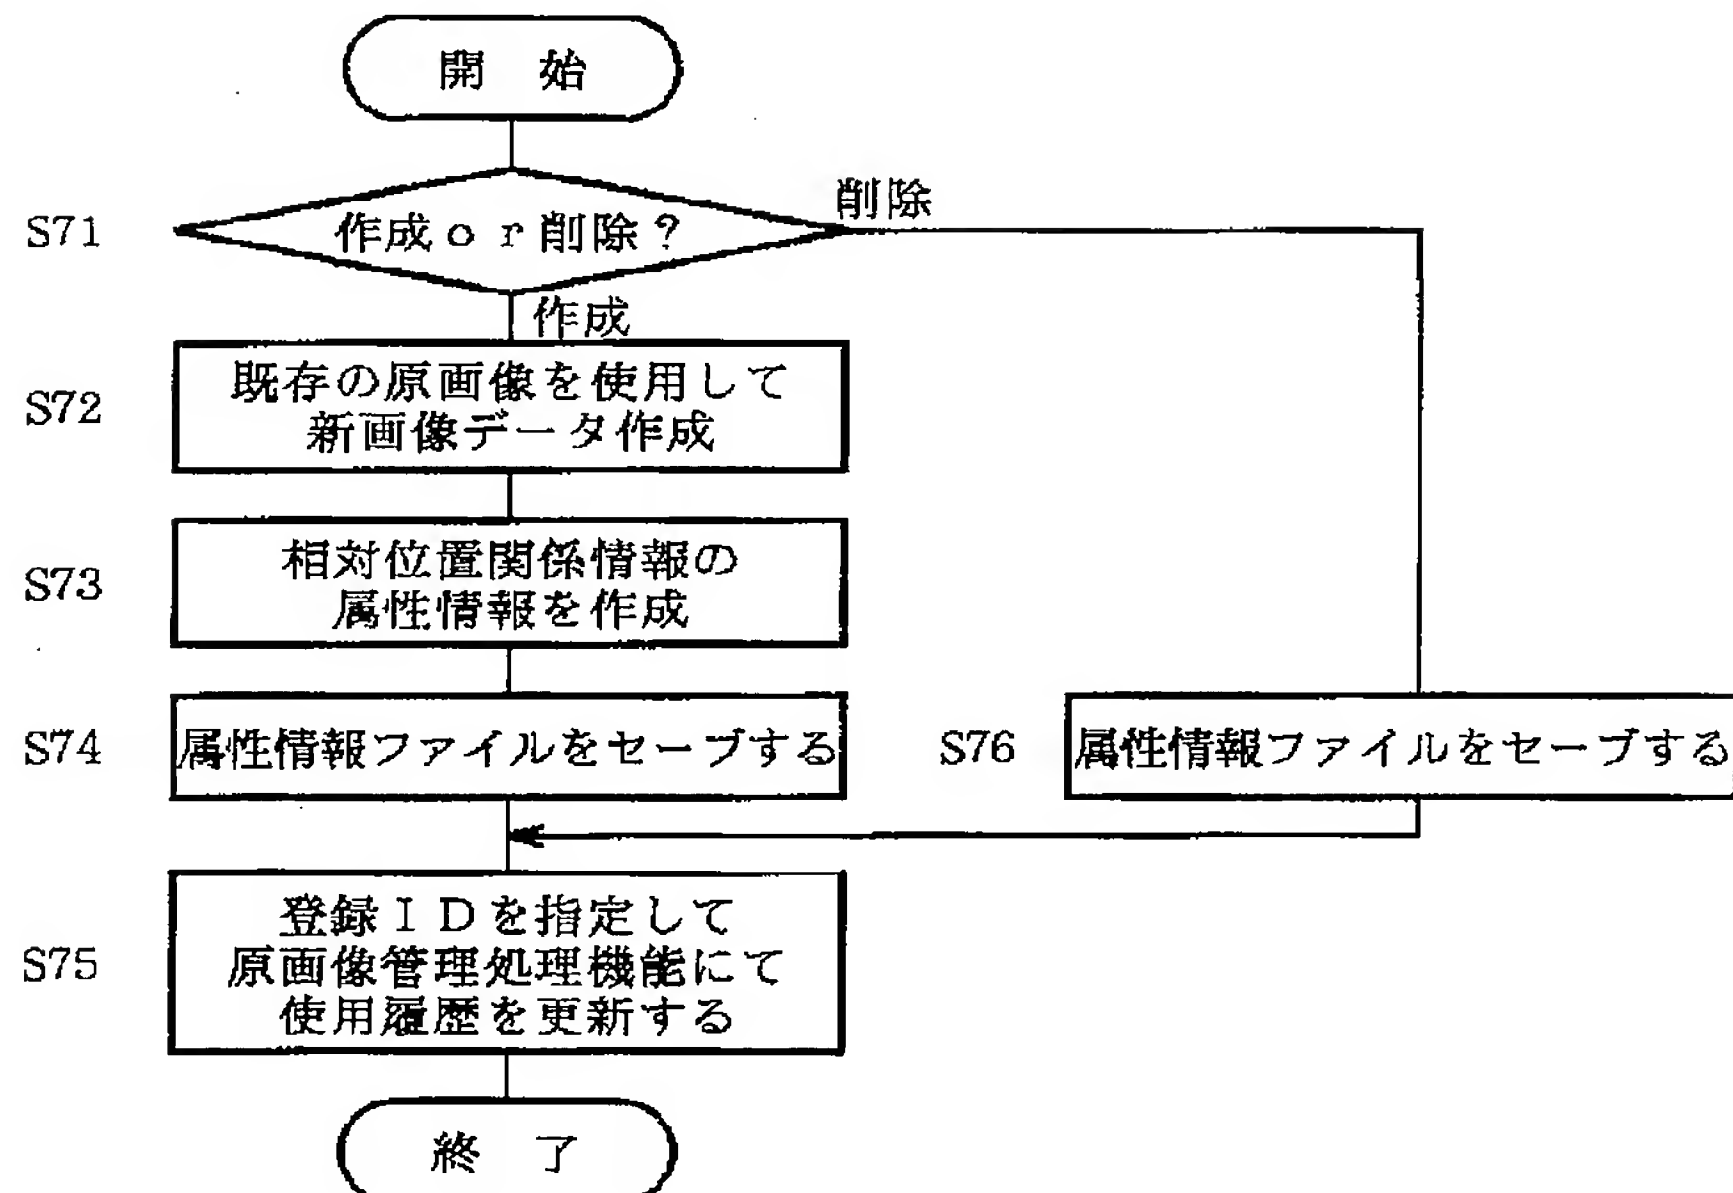 開 始
S71
作成or削除?
削除
作成
S72
既存の原画像を使用して
新画像データ作成
S73
相対位置関係情報の
属性情報を作成
S74
属性情報ファイルをセーブする
S76
属性情報ファイルをセーブする
S75
登録IDを指定して
原画像管理処理機能にて
使用履歴を更新する
終 了